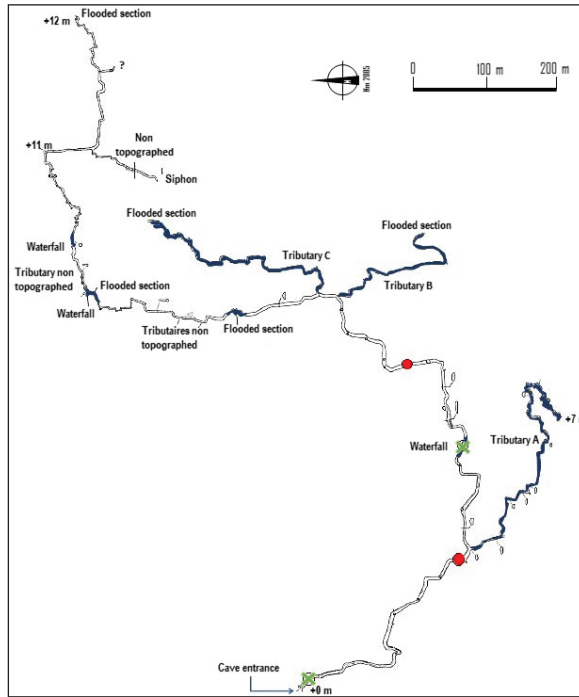 Flooded section
+12 m
?
0 100 m 200 m
Non
topographed
+11 m
Siphon
Flooded section
Flooded section
Waterfall
Tributary C
Tributary non
topographed
Flooded section
Tributary B
Waterfall
Tributaires non
topographed
Flooded section
+7
Waterfall
Tributary A
Cave entrance
+0 m